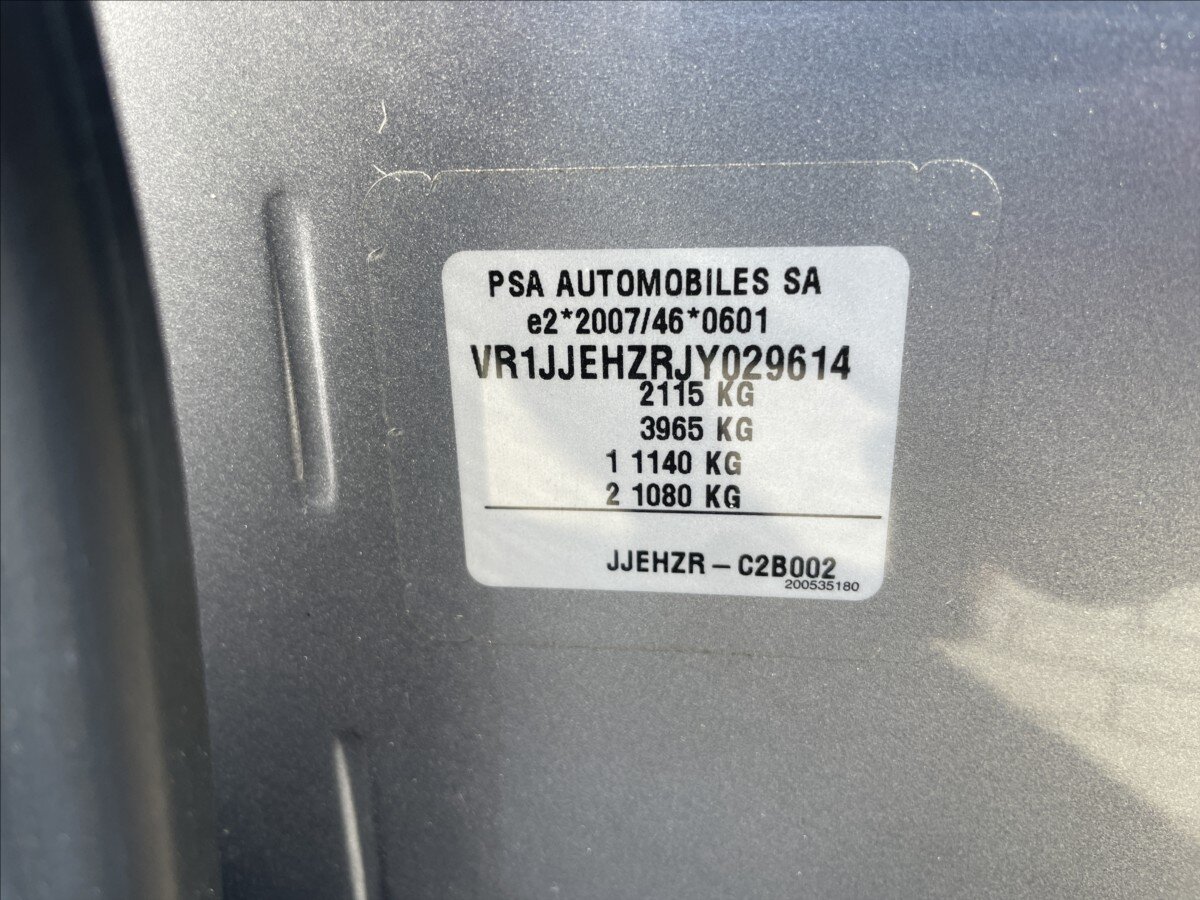 PSA AUTOMOBILES SA
e2*2007/46*0601
VR1JJEHZRJY029614
2115 KG
3965 KG
1 1140 KG
2 1080 KG
JJEHZR – C2B002
200535180